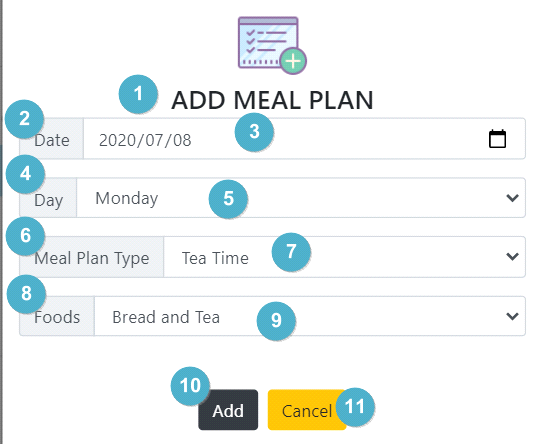 1 ADD MEAL PLAN
2 Date 2020/07/08 3
4 Day Monday 5
6 Meal Plan Type Tea Time 7
8 Foods Bread and Tea 9
10 Add Cancel 11